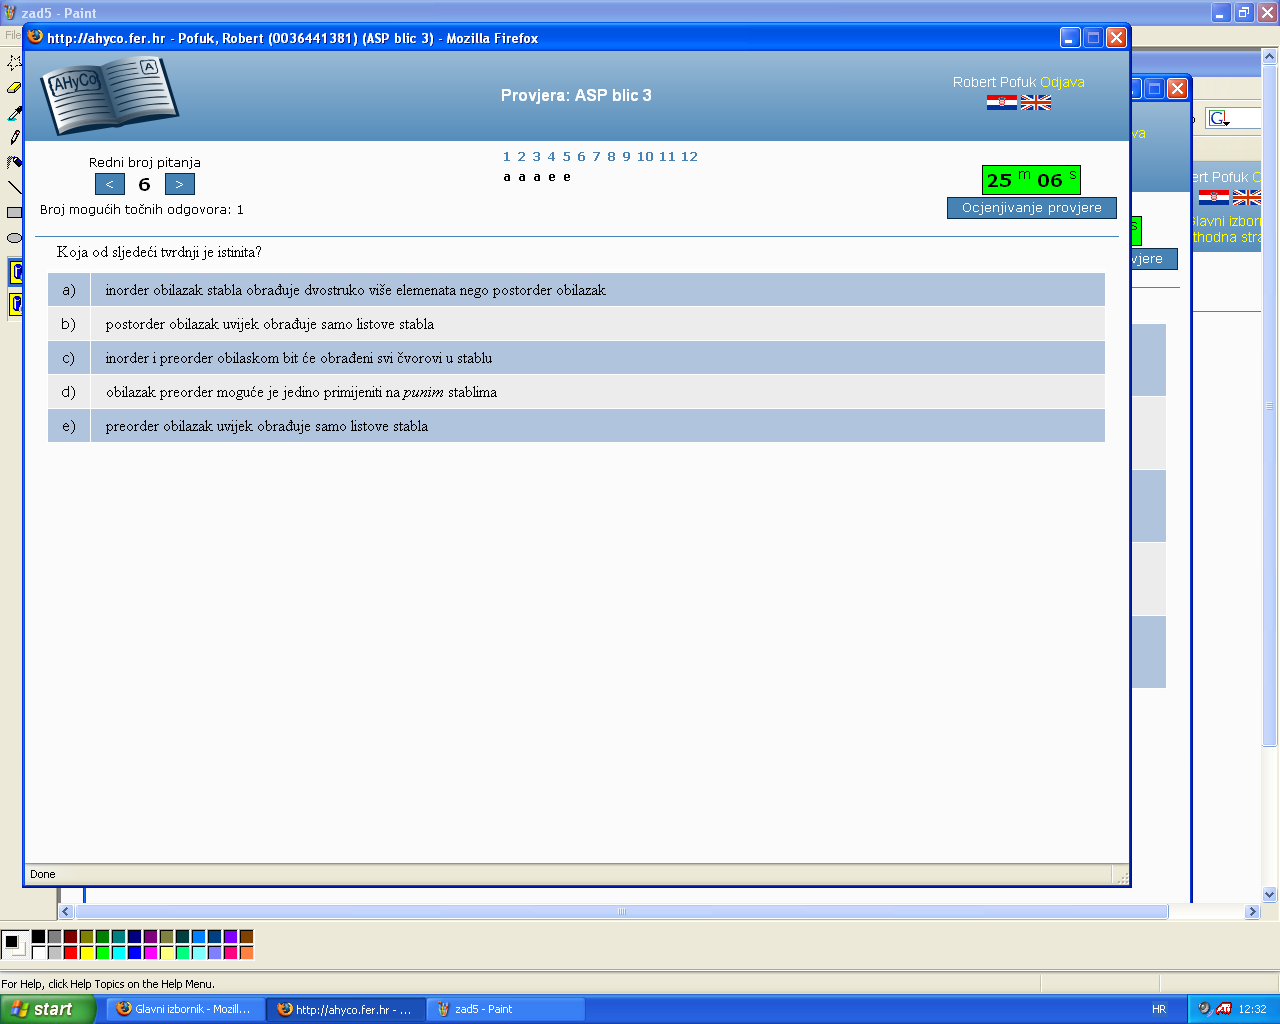 zad5 - Paint
File
http://ahyco.fer.hr - Pofuk, Robert (0036441381) (ASP blic 3) - Mozilla Firefox
AHyCo
A
Provjera: ASP blic 3
Robert Pofuk Odjava
Redni broj pitanja
< 6 >
Broj mogućih točnih odgovora: 1
1 2 3 4 5 6 7 8 9 10 11 12
a a a e e
25 m 06 s
Ocjenjivanje provjere
Koja od sljedeći tvrdnji je istinita?
a) inorder obilazak stabla obrađuje dvostruko više elemenata nego postorder obilazak
b) postorder obilazak uvijek obrađuje samo listove stabla
c) inorder i preorder obilaskom bit će obrađeni svi čvorovi u stablu
d) obilazak preorder moguće je jedino primijeniti na punim stablima
e) preorder obilazak uvijek obrađuje samo listove stabla
va
G
ert Pofuk O
s
lavni izborn
thodna stra
vjere
Done
For Help, click Help Topics on the Help Menu.
start
Glavni izbornik - Mozill...
http://ahyco.fer.hr - ...
zad5 - Paint
HR
ATI
12:32